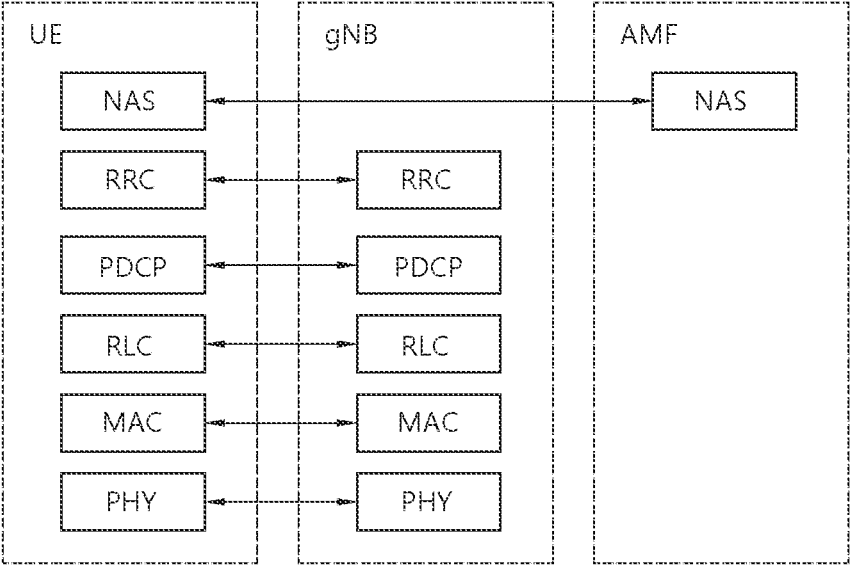 UE
gNB
AMF
NAS
NAS
RRC
RRC
PDCP
PDCP
RLC
RLC
MAC
MAC
PHY
PHY